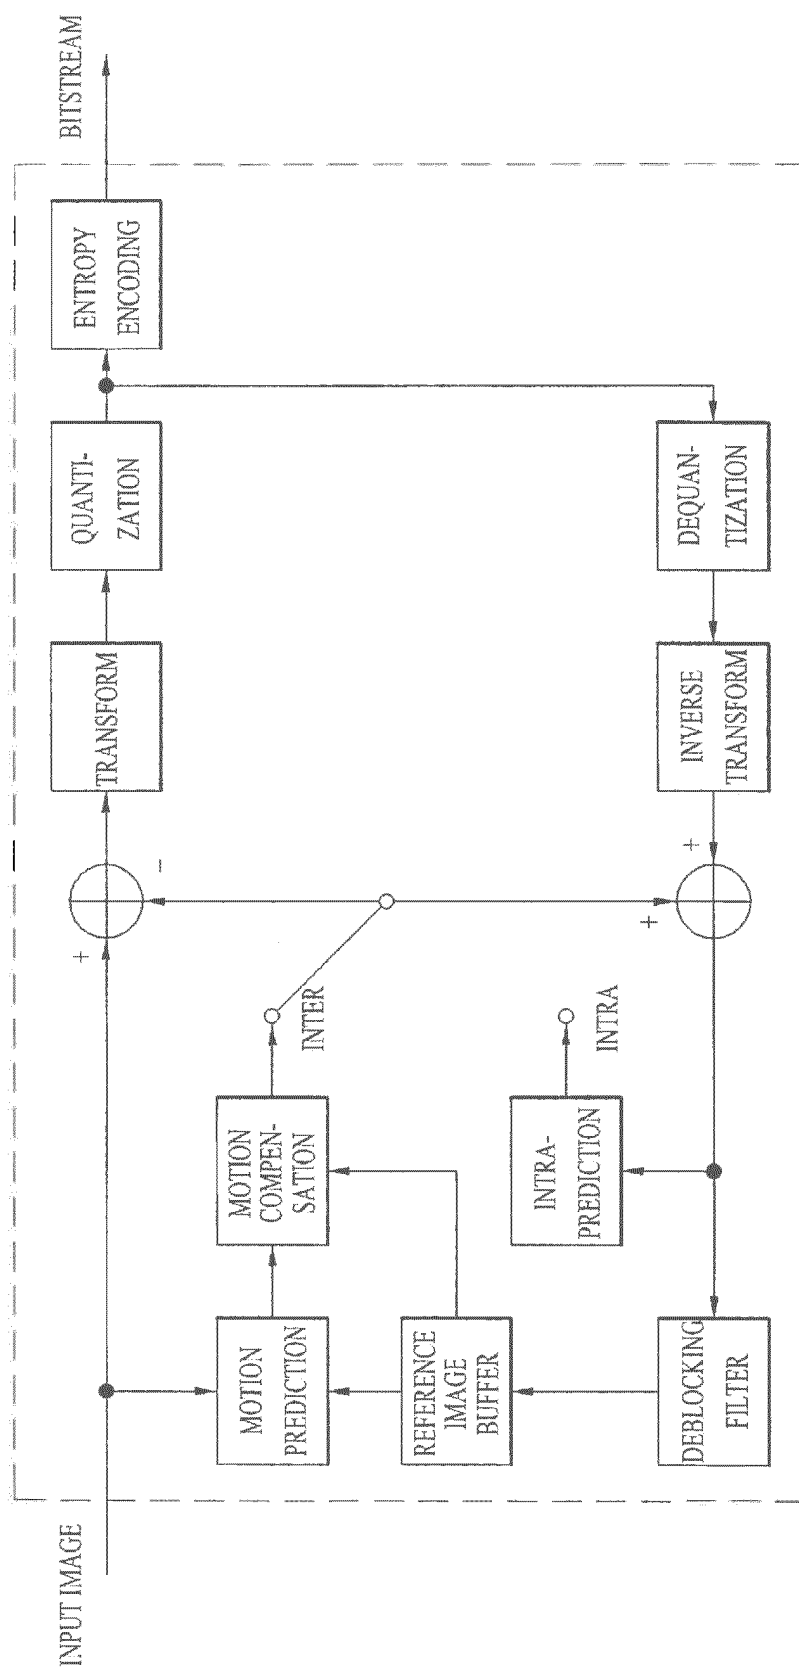 INPUT IMAGE
+
-
TRANSFORM
QUANTI-
ZATION
ENTROPY
ENCODING
BITSTREAM
MOTION
PREDICTION
MOTION
COMPEN-
SATION
INTER
REFERENCE
IMAGE
BUFFER
INTRA-
PREDICTION
INTRA
+
+
DEBLOCKING
FILTER
INVERSE
TRANSFORM
DEQUAN-
TIZATION